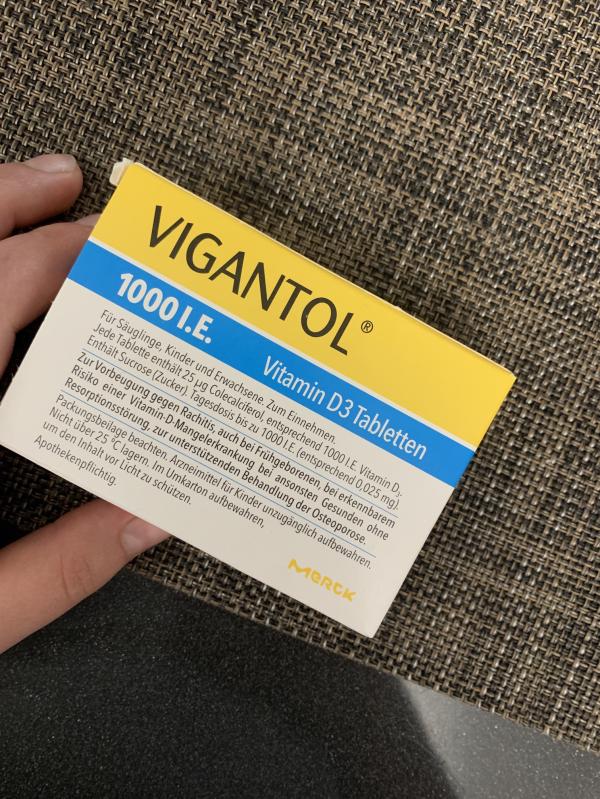 VIGANTOL®
1000 I.E.
Vitamin D3 Tabletten
Für Säuglinge, Kinder und Erwachsene. Zum Einnehmen.
Jede Tablette enthält 25 µg Colecalciferol, entsprechend 1000 I.E. Vitamin D₃.
Enthält Sucrose (Zucker). Tagesdosis bis zu 1000 I.E. (entsprechend 0,025 mg).
Zur Vorbeugung gegen Rachitis, auch bei Frühgeborenen, bei erkennbarem
Risiko einer Vitamin-D-Mangelerkrankung bei ansonsten Gesunden ohne
Resorptionsstörung, zur unterstützenden Behandlung der Osteoporose.
Packungsbeilage beachten. Arzneimittel für Kinder unzugänglich aufbewahren.
Nicht über 25 °C lagern. Im Umkarton aufbewahren,
um den Inhalt vor Licht zu schützen.
Apothekenpflichtig.
MERCK